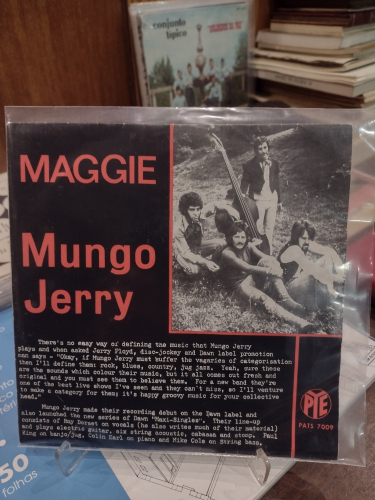 conjunto
típico
MAGGIE
Mungo
Jerry
There's no easy way of defining the music that Mungo Jerry
plays and when asked Jerry Floyd, disc-jockey and Dawn label promotion
man says - "Okay, if Mungo Jerry must suffer the vagaries of categorisation
then I'll define them: rock, blues, country, jug jazz. Yeah, sure these
are the sounds which colour their music, but it all comes out fresh and
original and you must see them to believe them. For a new band they're
one of the best live shows I've seen and they can't miss, so I'll venture
to make a category for them; it's happy groovy music for your collective
head."
Mungo Jerry made their recording debut on the Dawn label and
also launched the new series of Dawn "Maxi-Singles". Their line-up
consists of Ray Dorset on vocals (he also writes much of their material)
and plays electric guitar, six string acoustic, cabassa and stomp. Paul
King on banjo/jug, Colin Earl on piano and Mike Cole on String bass.
PYE
PATS 7009
50
folhas